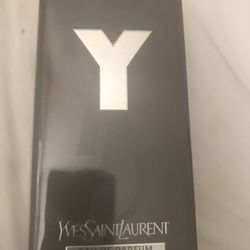 Y
YVESSAINTLAURENT
EAU DE PARFUM